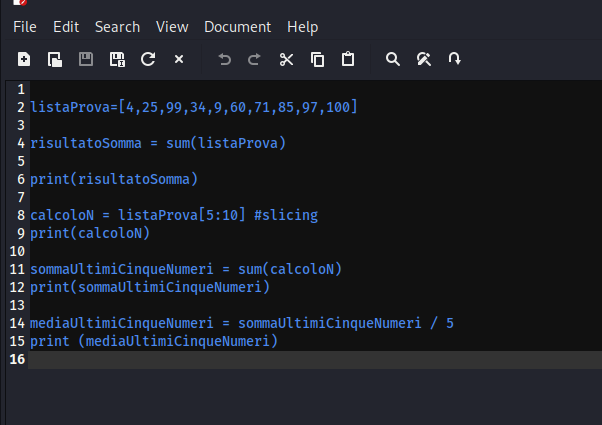 File Edit Search View Document Help
1
2 listaProva=[4,25,99,34,9,60,71,85,97,100]
3
4 risultatoSomma = sum(listaProva)
5
6 print(risultatoSomma)
7
8 calcoloN = listaProva[5:10] #slicing
9 print(calcoloN)
10
11 sommaUltimiCinqueNumeri = sum(calcoloN)
12 print(sommaUltimiCinqueNumeri)
13
14 mediaUltimiCinqueNumeri = sommaUltimiCinqueNumeri / 5
15 print (mediaUltimiCinqueNumeri)
16